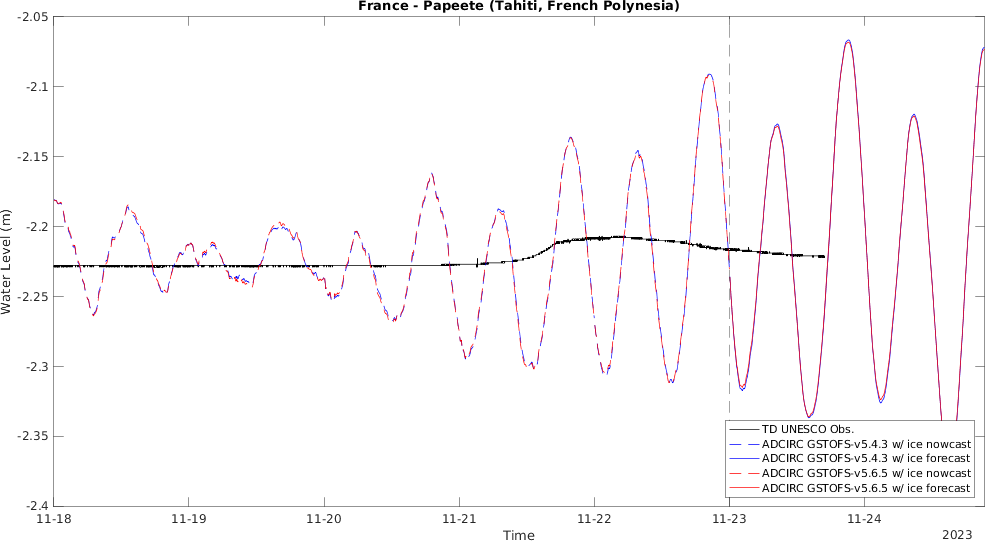 France - Papeete (Tahiti, French Polynesia)
Water Level (m)
-2.05
-2.1
-2.15
-2.2
-2.25
-2.3
-2.35
-2.4
TD UNESCO Obs.
ADCIRC GSTOFS-v5.4.3 w/ ice nowcast
ADCIRC GSTOFS-v5.4.3 w/ ice forecast
ADCIRC GSTOFS-v5.6.5 w/ ice nowcast
ADCIRC GSTOFS-v5.6.5 w/ ice forecast
11-18 11-19 11-20 11-21 11-22 11-23 11-24
Time
2023